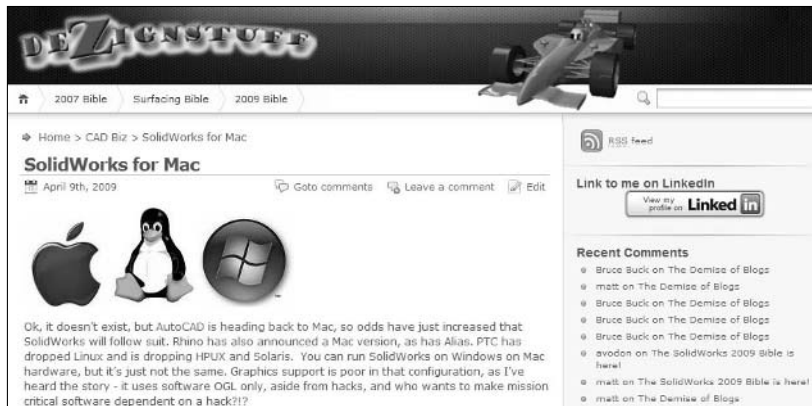 DEZIGNSTUFF
2007 Bible Surfacing Bible 2009 Bible
Home > CAD Biz > SolidWorks for Mac
SolidWorks for Mac
April 9th, 2009 Goto comments Leave a comment Edit
Ok, it doesn't exist, but AutoCAD is heading back to Mac, so odds have just increased that
SolidWorks will follow suit. Rhino has also announced a Mac version, as has Alias. PTC has
dropped Linux and is dropping HPUX and Solaris. You can run SolidWorks on Windows on Mac
hardware, but it's just not the same. Graphics support is poor in that configuration, as I've
heard the story - it uses software OGL only, aside from hacks, and who wants to make mission
critical software dependent on a hack?!?
RSS feed
Link to me on LinkedIn
View my
profile on Linked in
Recent Comments
Bruce Buck on The Demise of Blogs
matt on The Demise of Blogs
Bruce Buck on The Demise of Blogs
Bruce Buck on The Demise of Blogs
Bruce Buck on The Demise of Blogs
avodon on The SolidWorks 2009 Bible is
here!
matt on The SolidWorks 2009 Bible is here!
matt on The Demise of Blogs